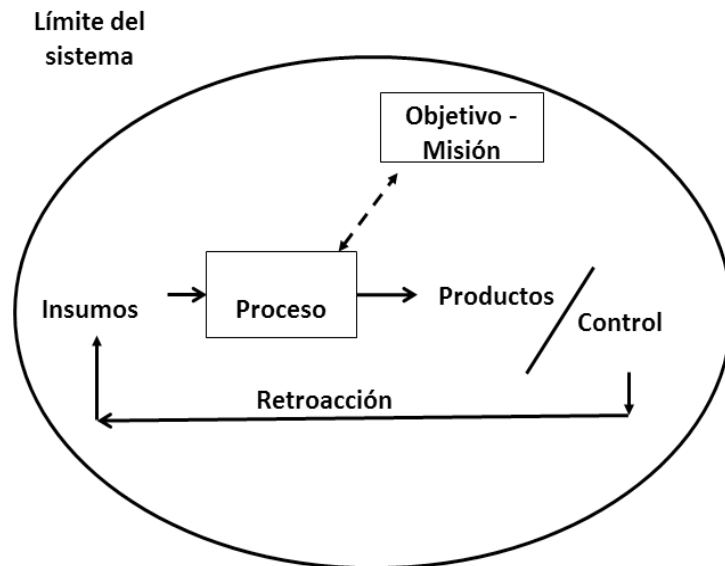 Límite del
sistema
Objetivo -
Misión
Insumos
Proceso
Productos
Control
Retroacción